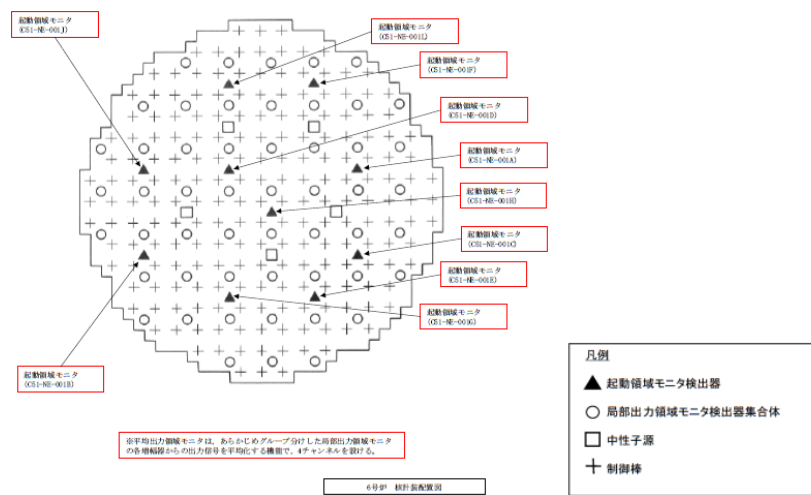 起動領域モニタ
(C51-NE-001J)
起動領域モニタ
(C51-NE-001L)
起動領域モニタ
(C51-NE-001F)
起動領域モニタ
(C51-NE-001D)
起動領域モニタ
(C51-NE-001A)
起動領域モニタ
(C51-NE-001H)
起動領域モニタ
(C51-NE-001C)
起動領域モニタ
(C51-NE-001E)
起動領域モニタ
(C51-NE-001G)
起動領域モニタ
(C51-NE-001B)
※平均出力領域モニタは、あらかじめグループ分けした局部出力領域モニタ
の各増幅器からの出力信号を平均化する機能で、4チャンネルを設ける。
6号炉 核計装配置図
凡例
起動領域モニタ検出器
局部出力領域モニタ検出器集合体
中性子源
制御棒